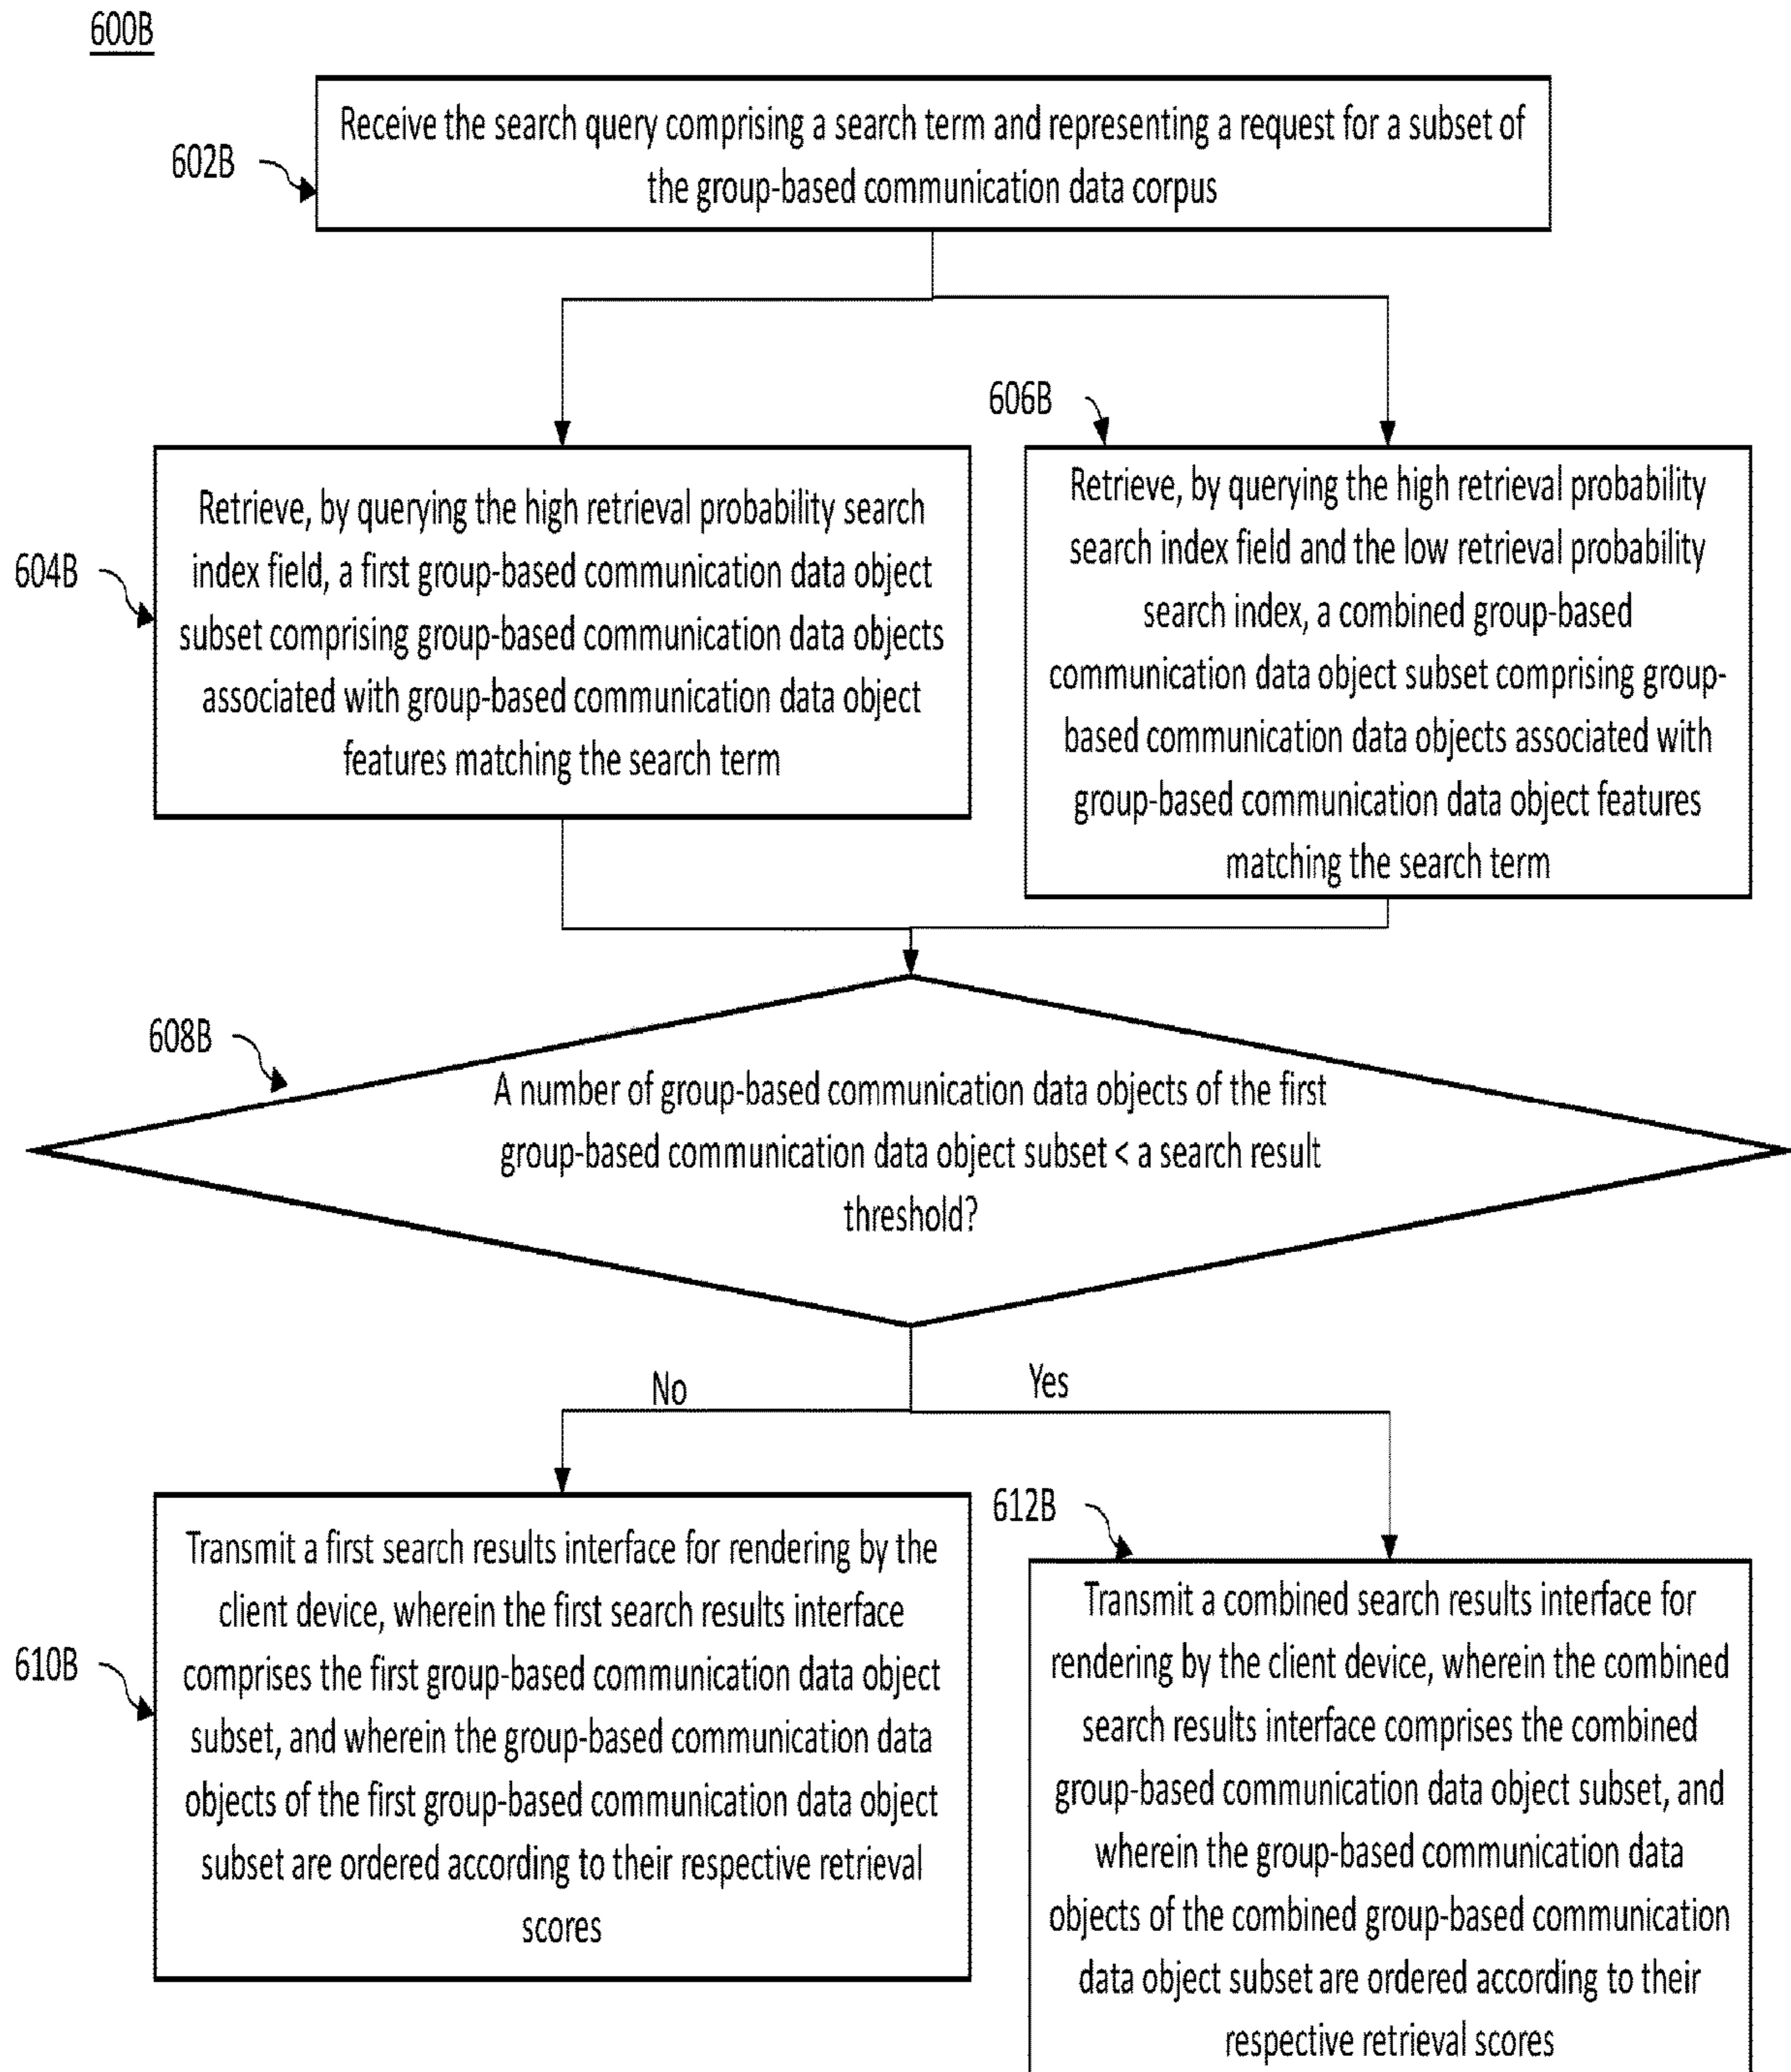 600B
Receive the search query comprising a search term and representing a request for a subset of
the group-based communication data corpus
602B
606B
604B
Retrieve, by querying the high retrieval probability search
index field, a first group-based communication data object
subset comprising group-based communication data objects
associated with group-based communication data object
features matching the search term
Retrieve, by querying the high retrieval probability
search index field and the low retrieval probability
search index, a combined group-based
communication data object subset comprising group-
based communication data objects associated with
group-based communication data object features
matching the search term
608B
A number of group-based communication data objects of the first
group-based communication data object subset < a search result
threshold?
No
Yes
610B
Transmit a first search results interface for rendering by the
client device, wherein the first search results interface
comprises the first group-based communication data object
subset, and wherein the group-based communication data
objects of the first group-based communication data object
subset are ordered according to their respective retrieval
scores
612B
Transmit a combined search results interface for
rendering by the client device, wherein the combined
search results interface comprises the combined
group-based communication data object subset, and
wherein the group-based communication data
objects of the combined group-based communication
data object subset are ordered according to their
respective retrieval scores